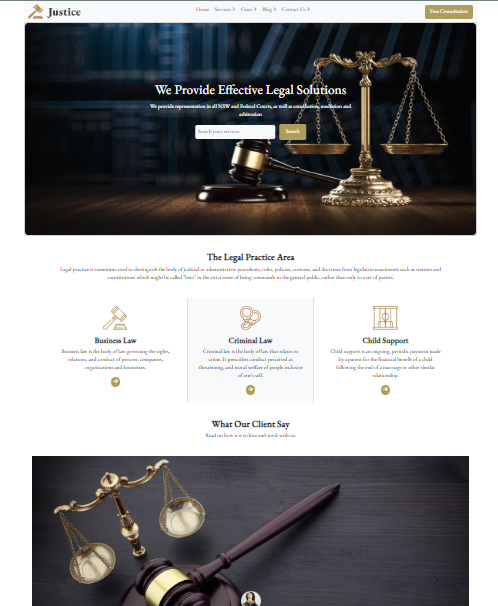 Justice
Home Services Cases Blog Contact Us
Free Consultation
We Provide Effective Legal Solutions
We provide representation in all NSW and Federal Courts, as well as conciliation, mediation and
arbitration
Search your services
Search
The Legal Practice Area
Legal practice is sometimes used to distinguish the body of judicial or administrative precedents, rules, policies, customs, and doctrines from legislative enactments such as statutes and
constitutions which might be called "laws" in the strict sense of being commands to the general public, rather than only to a set of parties.
Business Law
Business law is the body of law governing the rights,
relations, and conduct of persons, companies,
organizations and businesses.
Criminal Law
Criminal law is the body of law that relates to
crime. It proscribes conduct perceived as
threatening, and moral welfare of people inclusive
of one's self.
Child Support
Child support is an ongoing, periodic payment made
by a parent for the financial benefit of a child
following the end of a marriage or other similar
relationship.
What Our Client Say
Read on how is it to hire and work with us.